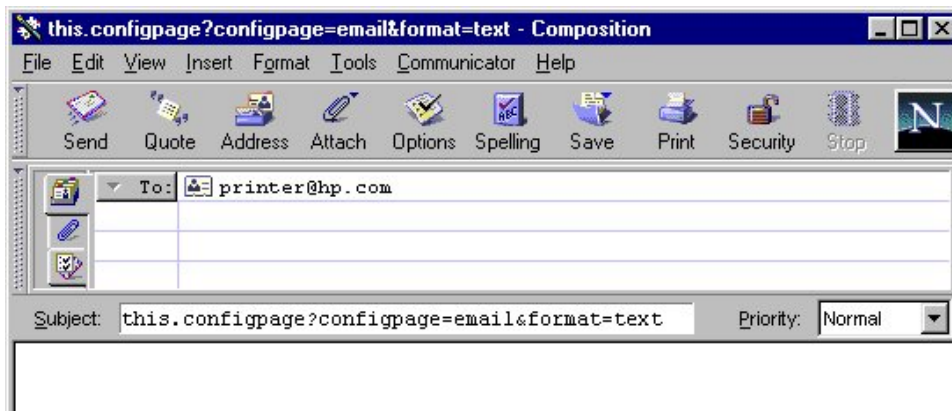 this.configpage?configpage=email&format=text - Composition
File Edit View Insert Format Tools Communicator Help
Send Quote Address Attach Options Spelling Save Print Security Stop
N
To: printer@hp.com
Subject: this.configpage?configpage=email&format=text Priority: Normal